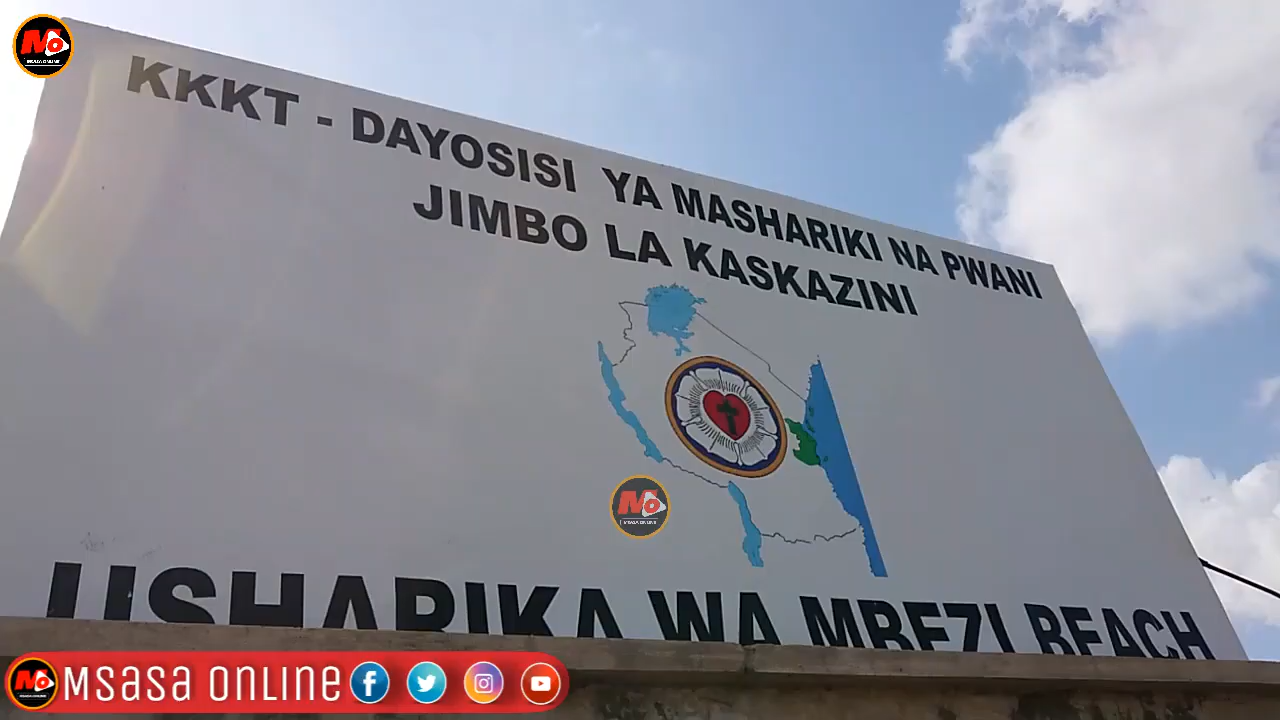 KKKT - DAYOSISI YA MASHARIKI NA PWANI
JIMBO LA KASKAZINI
USHARIKA WA MBEZI BEACH
MSASA ONLINE